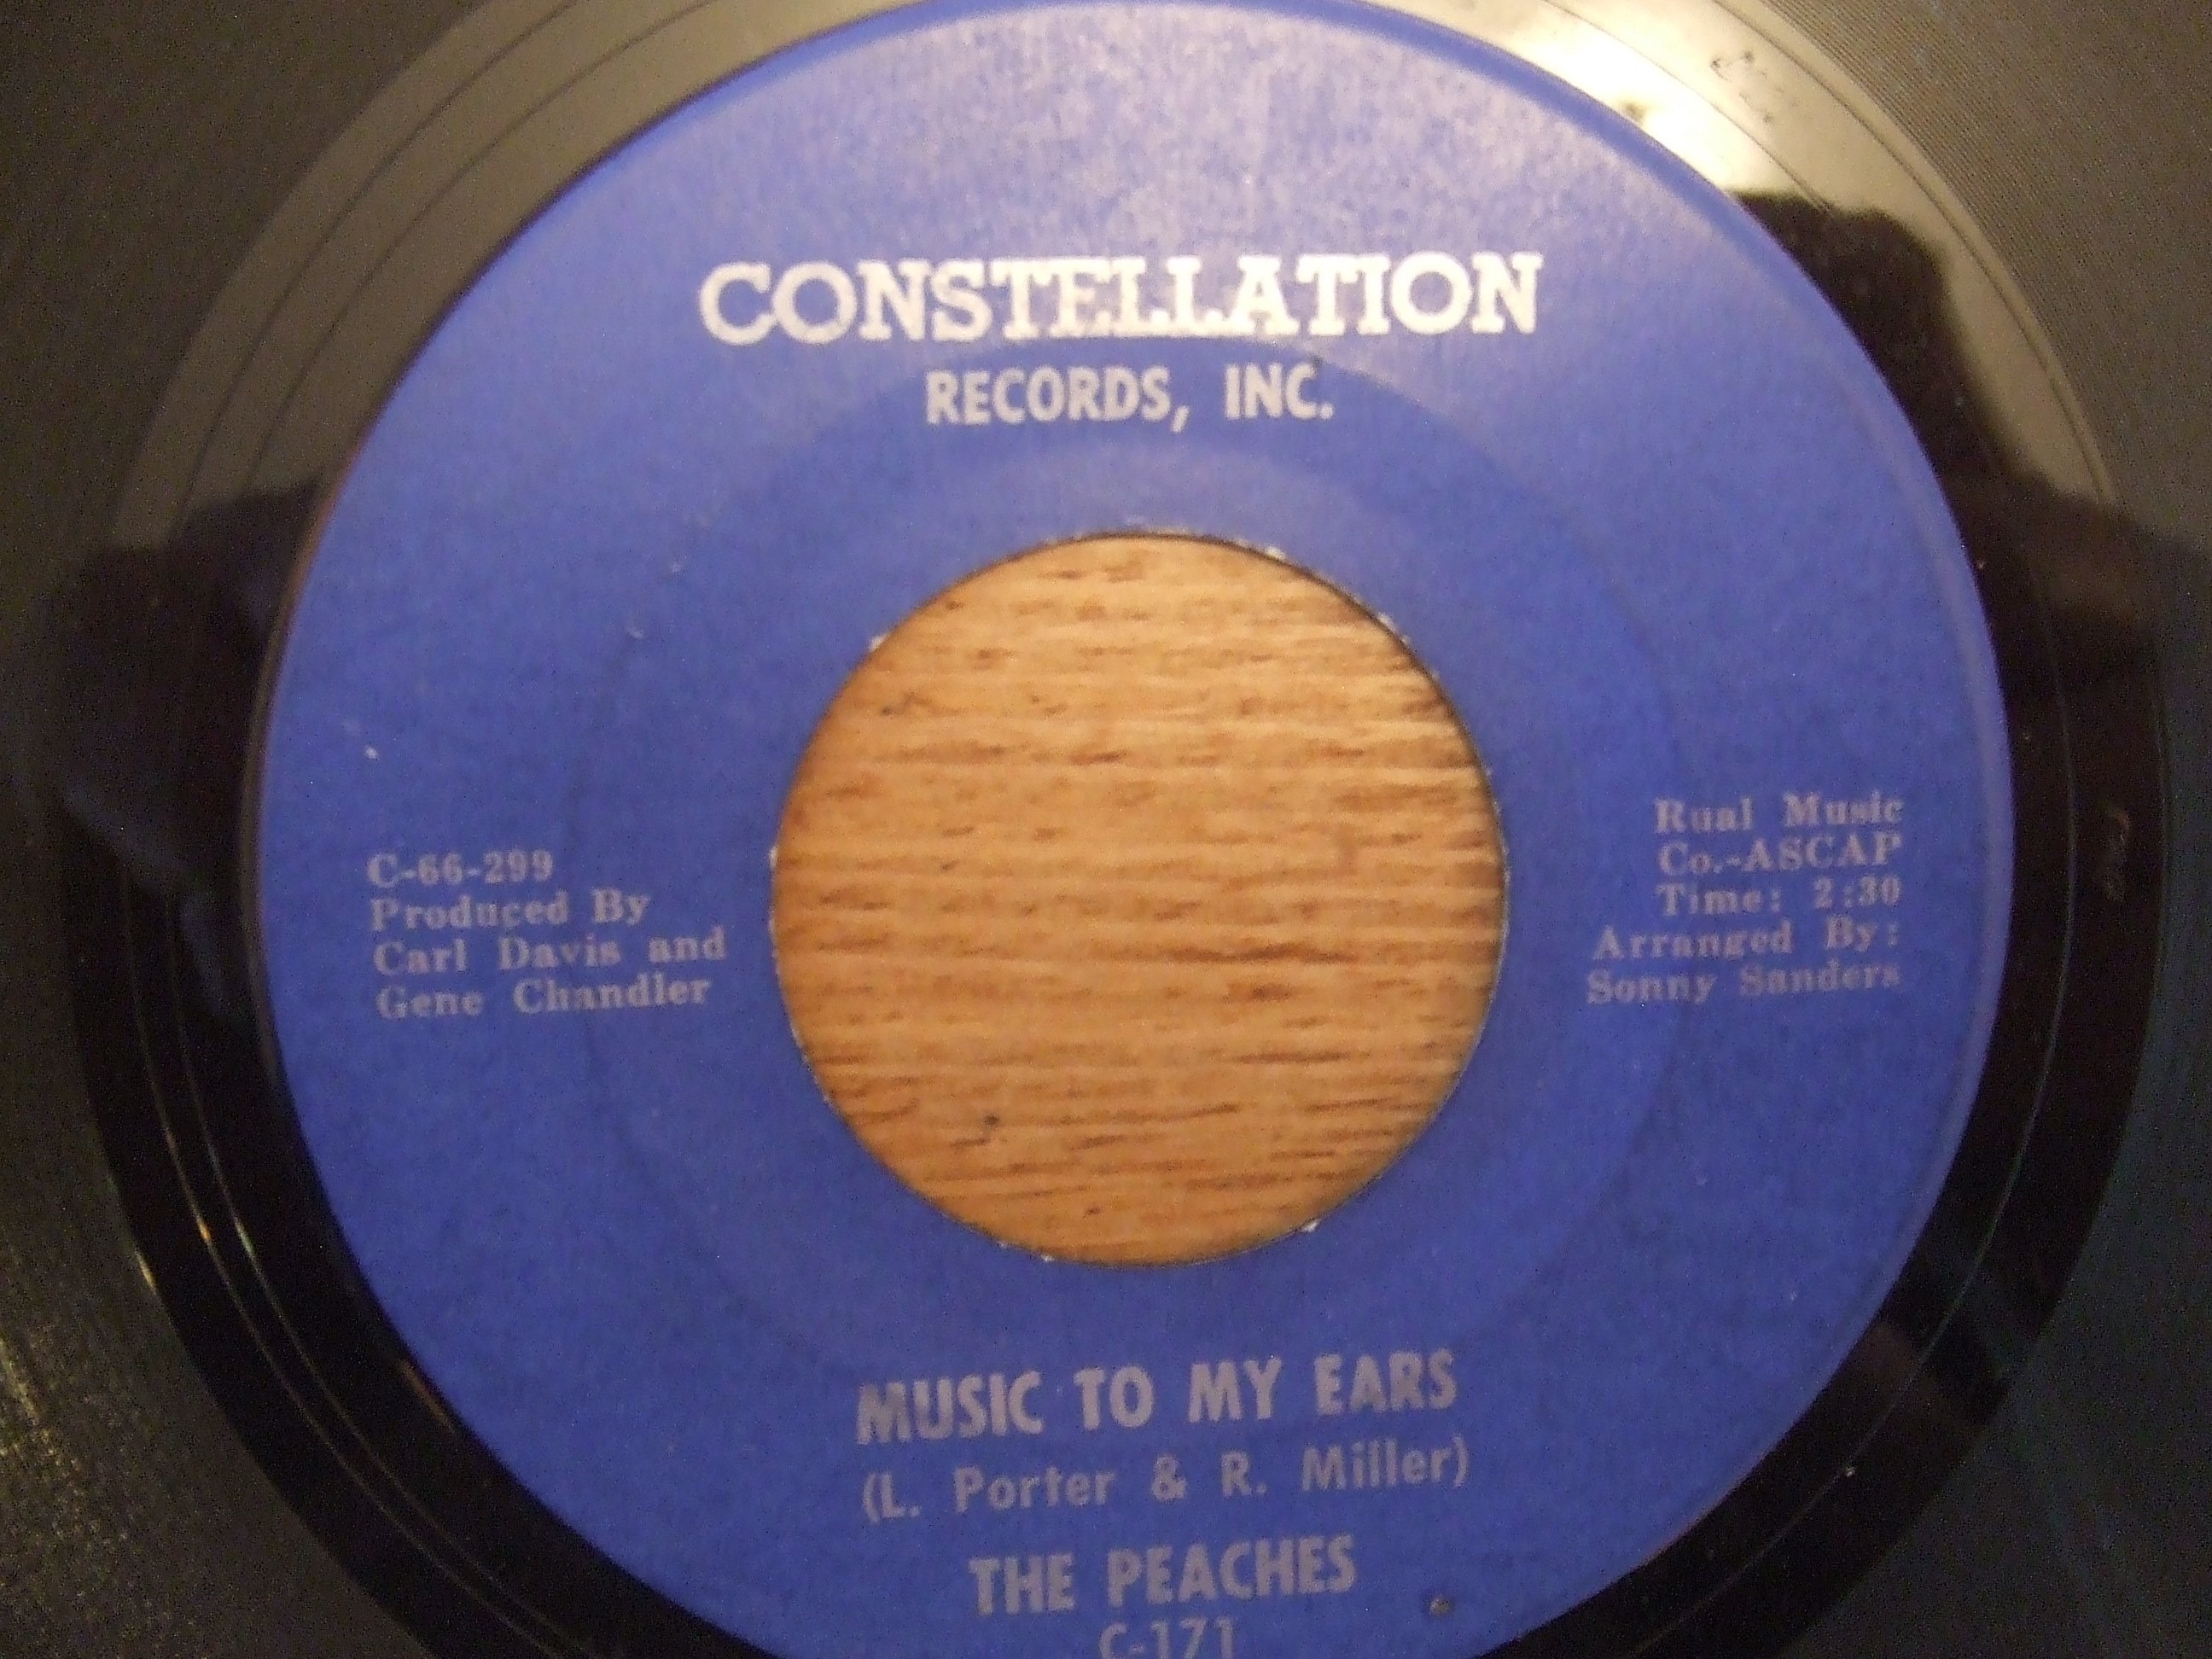 CONSTELLATION
RECORDS, INC.
C-66-299
Produced By
Carl Davis and
Gene Chandler
Rual Music
Co.-ASCAP
Time: 2:30
Arranged By:
Sonny Sanders
MUSIC TO MY EARS
(L. Porter & R. Miller)
THE PEACHES
C-171